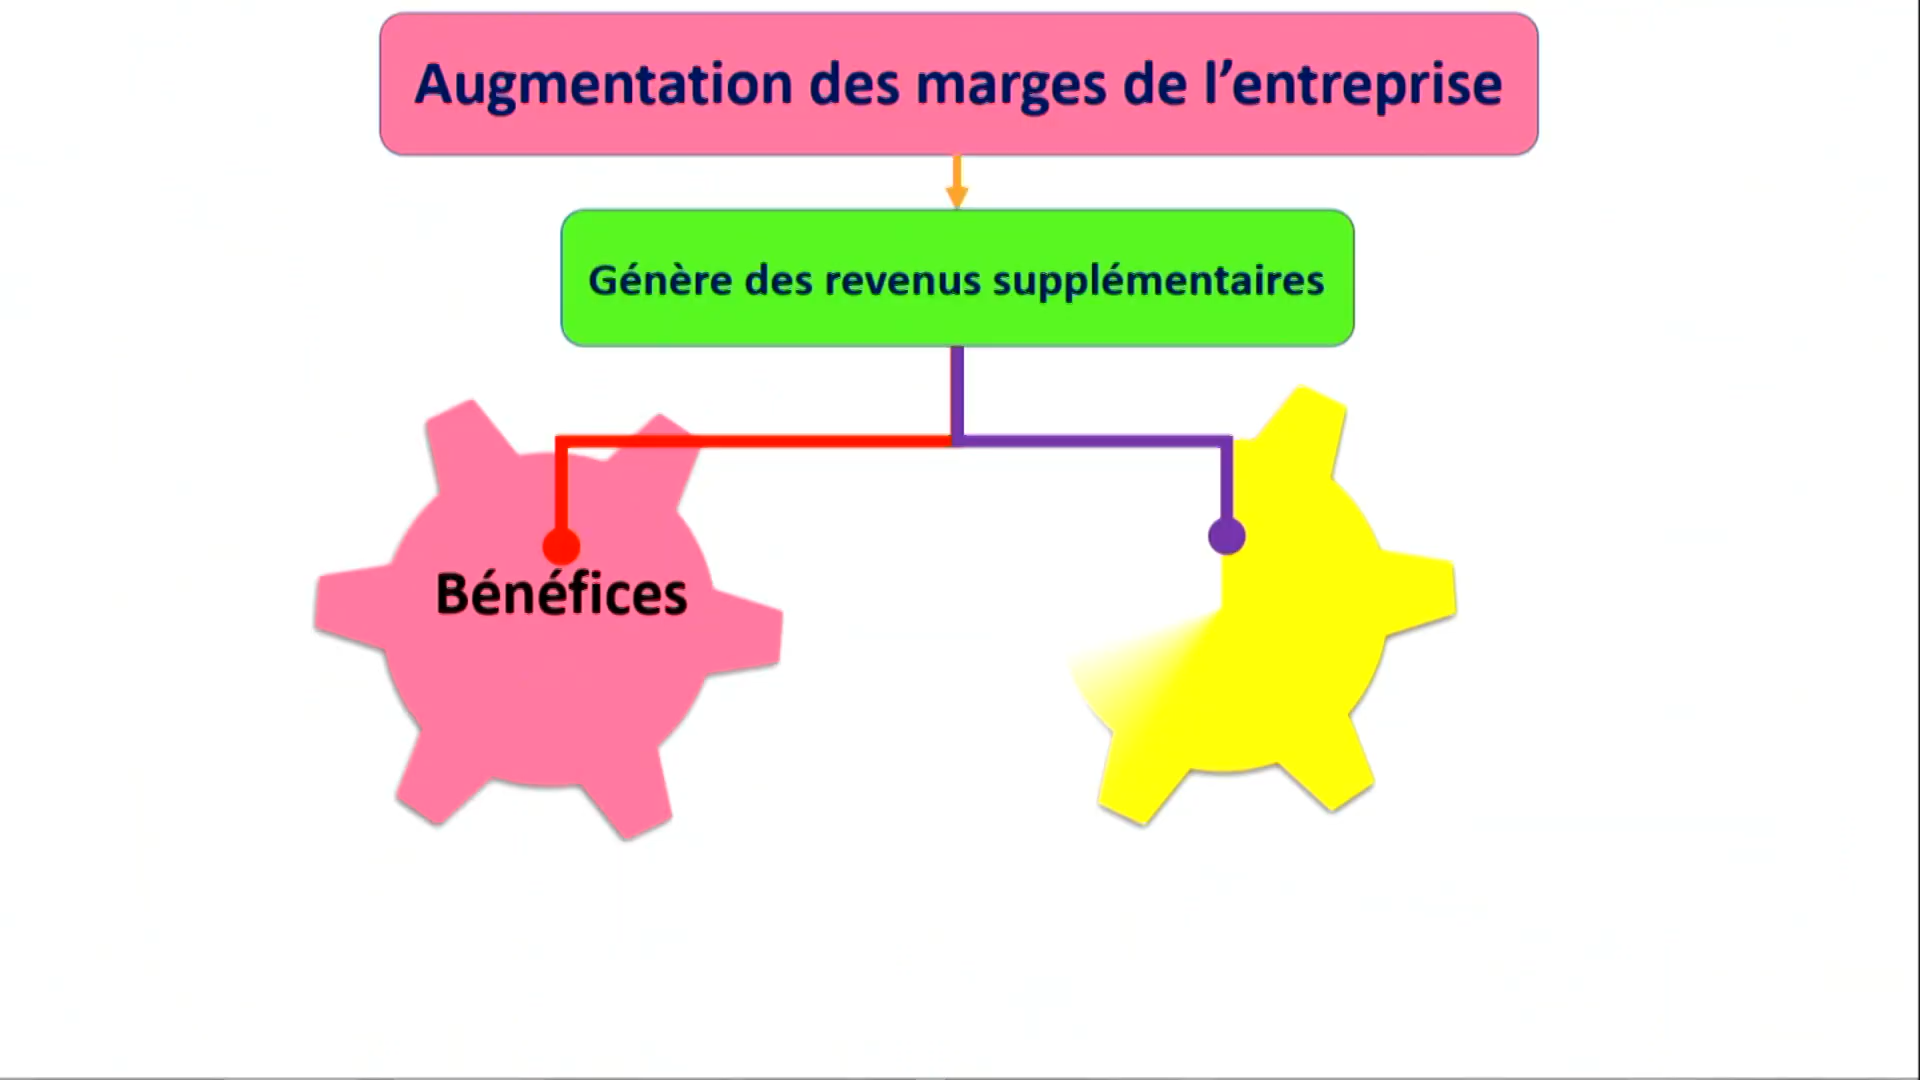 Augmentation des marges de l’entreprise
Génère des revenus supplémentaires
Bénéfices